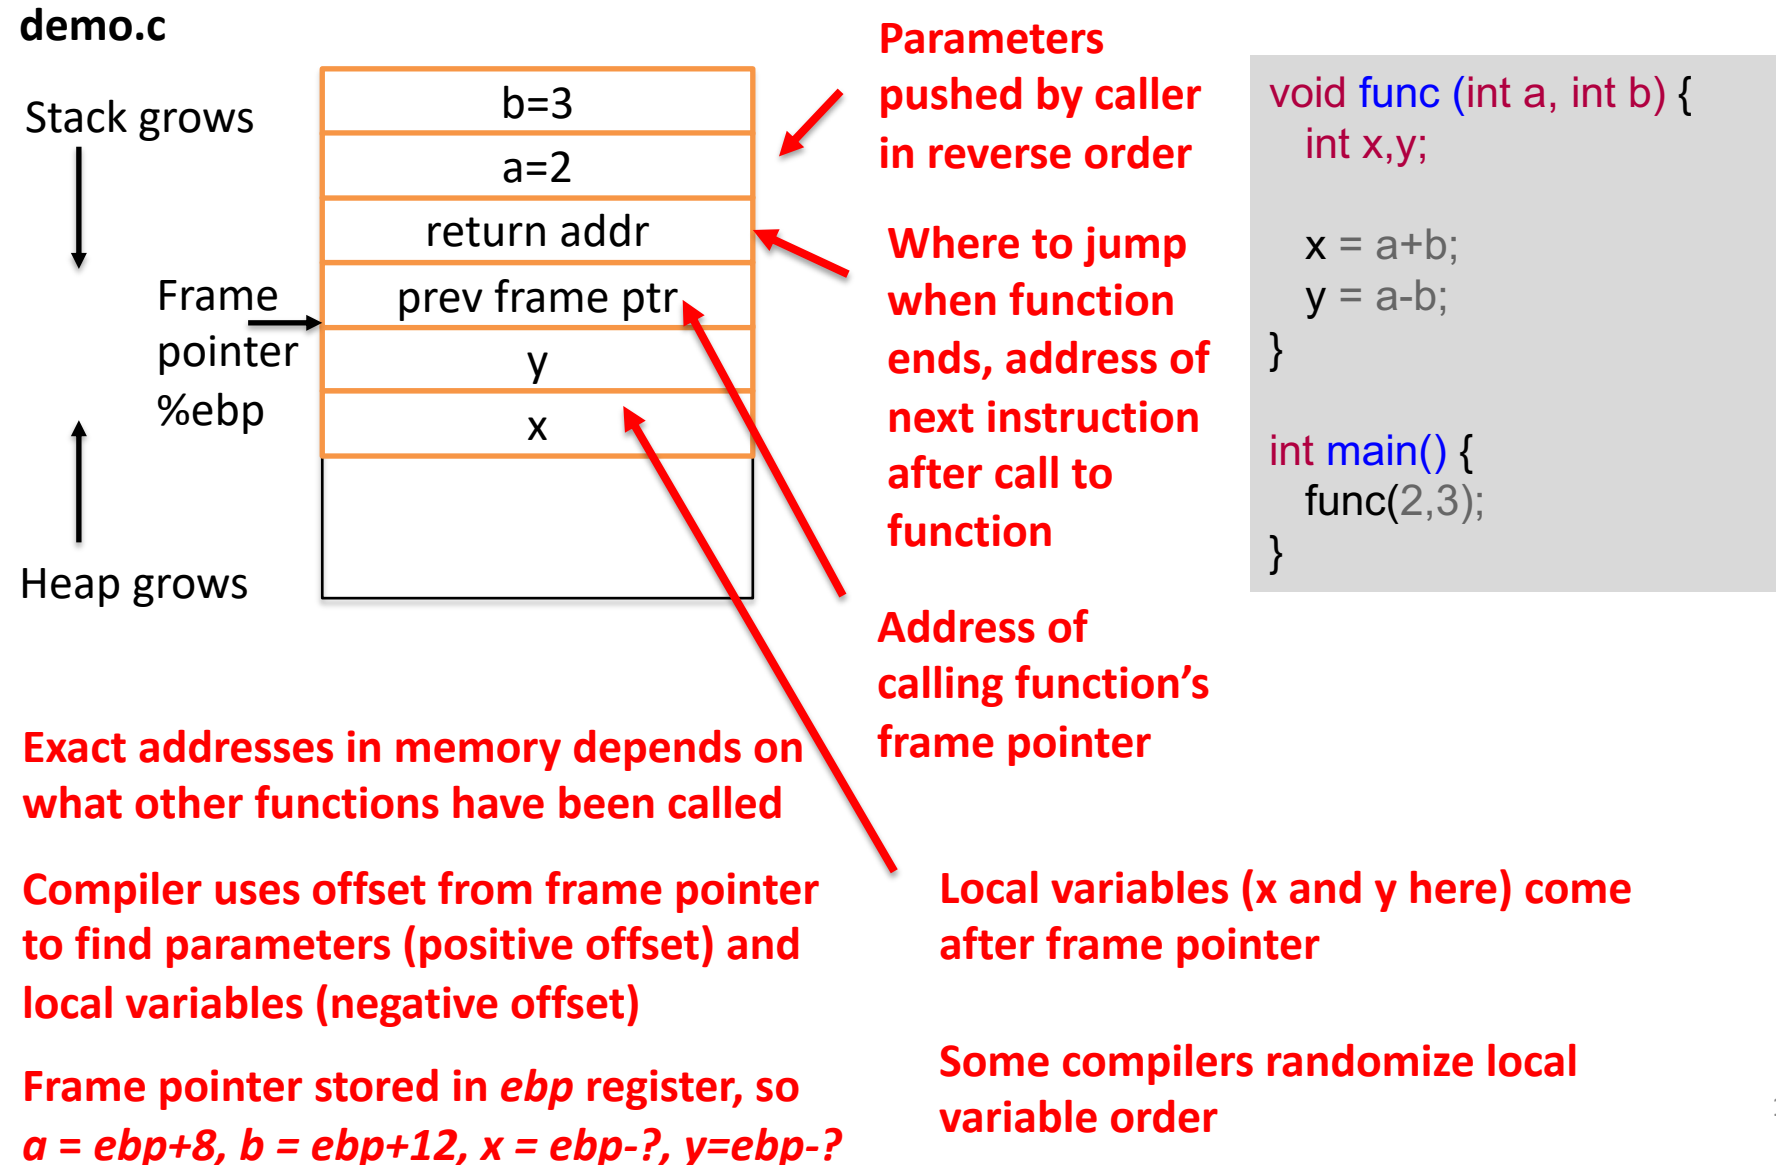 demo.c
Stack grows
Frame
pointer
%ebp
Heap grows
b=3
a=2
return addr
prev frame ptr
y
x
Parameters
pushed by caller
in reverse order
Where to jump
when function
ends, address of
next instruction
after call to
function
Address of
calling function’s
frame pointer
void func (int a, int b) {
int x,y;
x = a+b;
y = a-b;
}
int main() {
func(2,3);
}
Exact addresses in memory depends on
what other functions have been called
Compiler uses offset from frame pointer
to find parameters (positive offset) and
local variables (negative offset)
Frame pointer stored in ebp register, so
a = ebp+8, b = ebp+12, x = ebp-?, y=ebp-?
Local variables (x and y here) come
after frame pointer
Some compilers randomize local
variable order